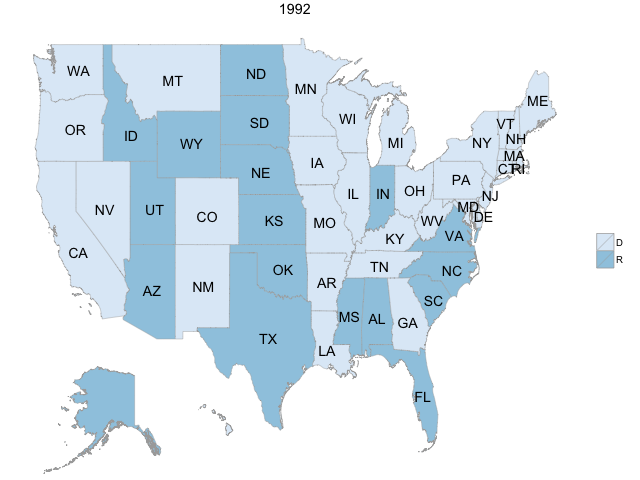 1992
WA
MT
ND
MN
ME
OR
ID
WY
SD
WI
MI
NY
VT
NH
MA
CT
RI
NV
UT
CO
NE
IA
IL
IN
OH
PA
NJ
MD
DE
CA
KS
MO
KY
WV
VA
D
R
AZ
NM
OK
AR
TN
NC
SC
TX
LA
MS
AL
GA
FL